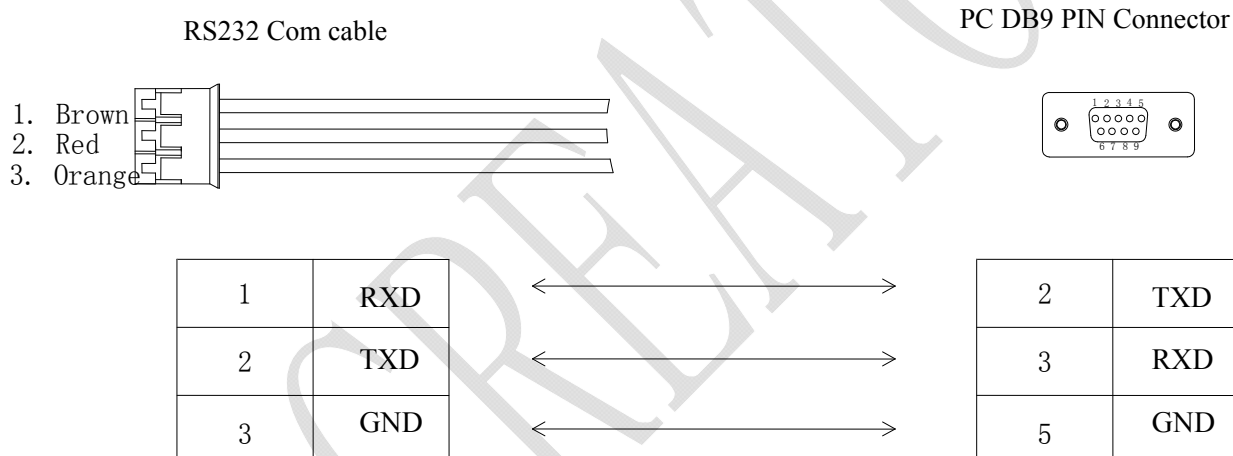 RS232 Com cable
PC DB9 PIN Connector
1. Brown
2. Red
3. Orange
1 2 3 4 5
6 7 8 9
1 RXD 2 TXD
2 TXD 3 RXD
3 GND 5 GND
CREATO